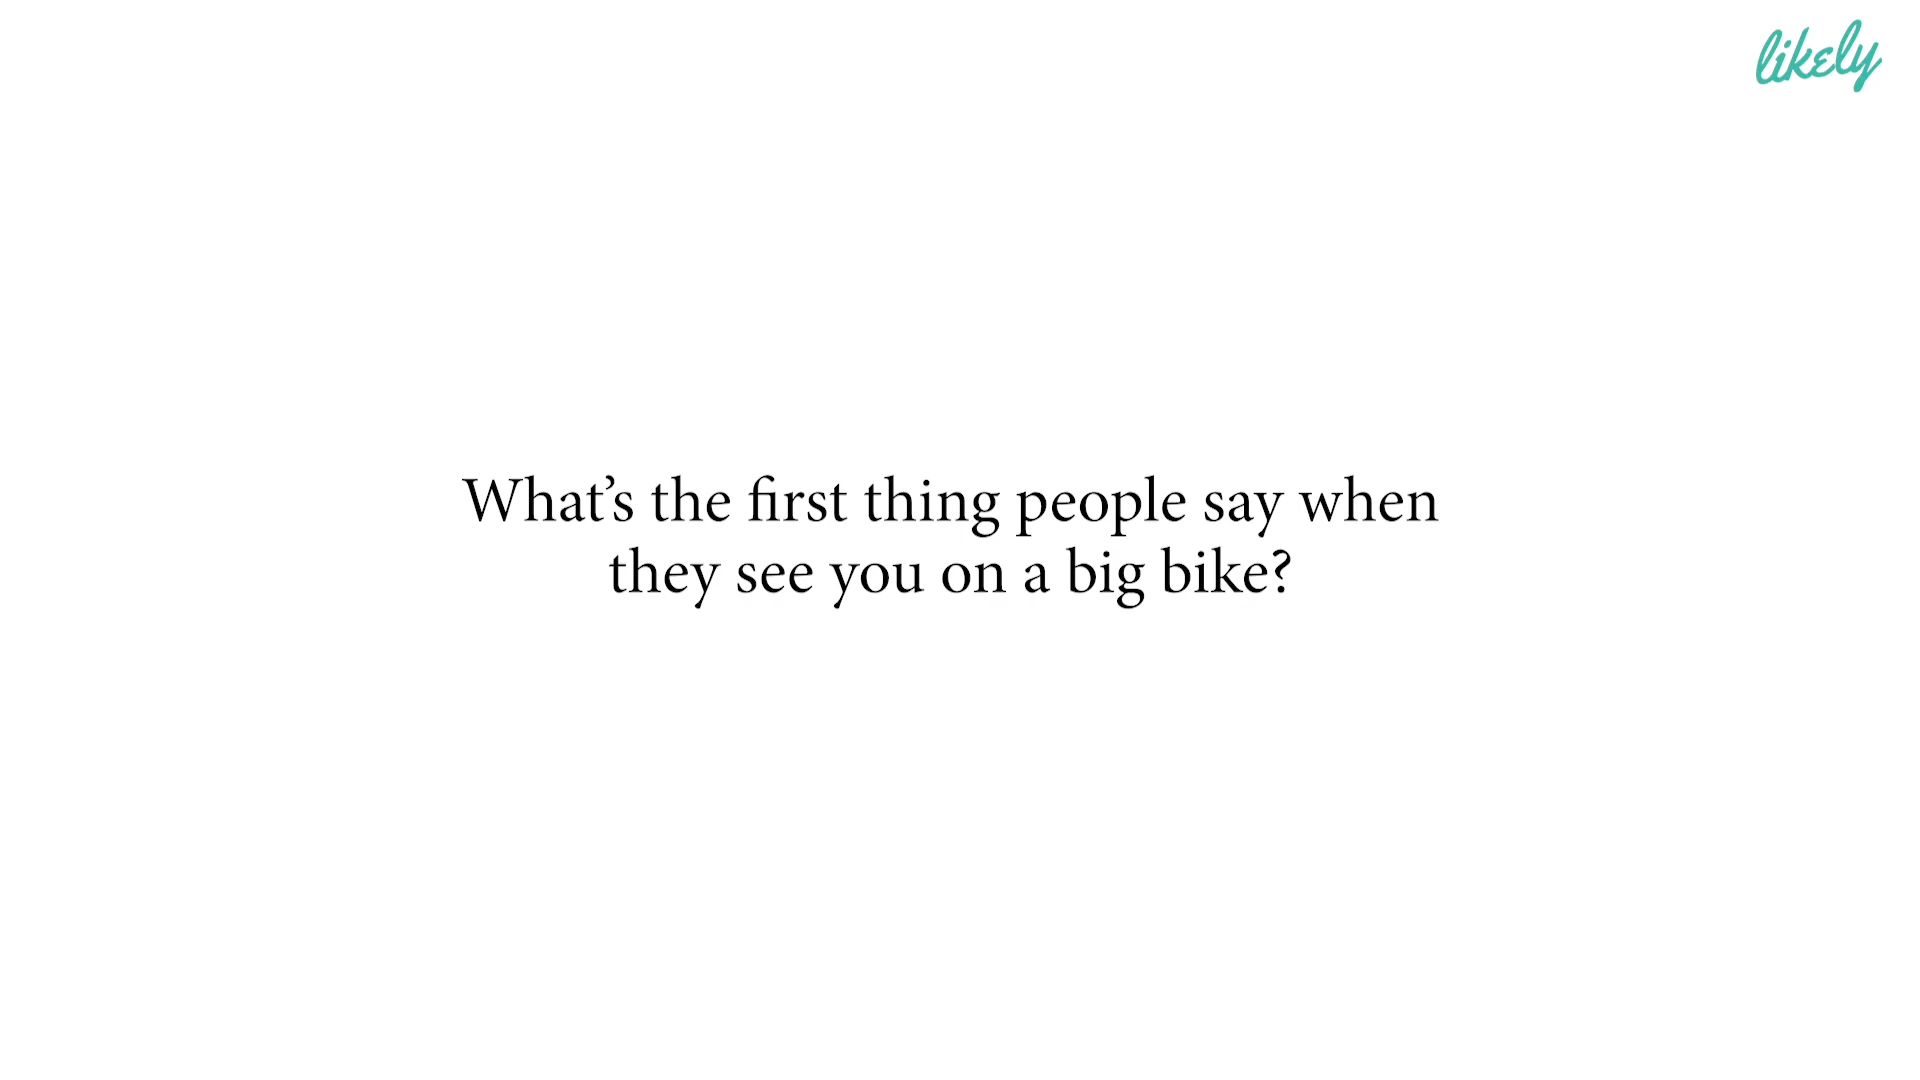 likely
What’s the first thing people say when
they see you on a big bike?